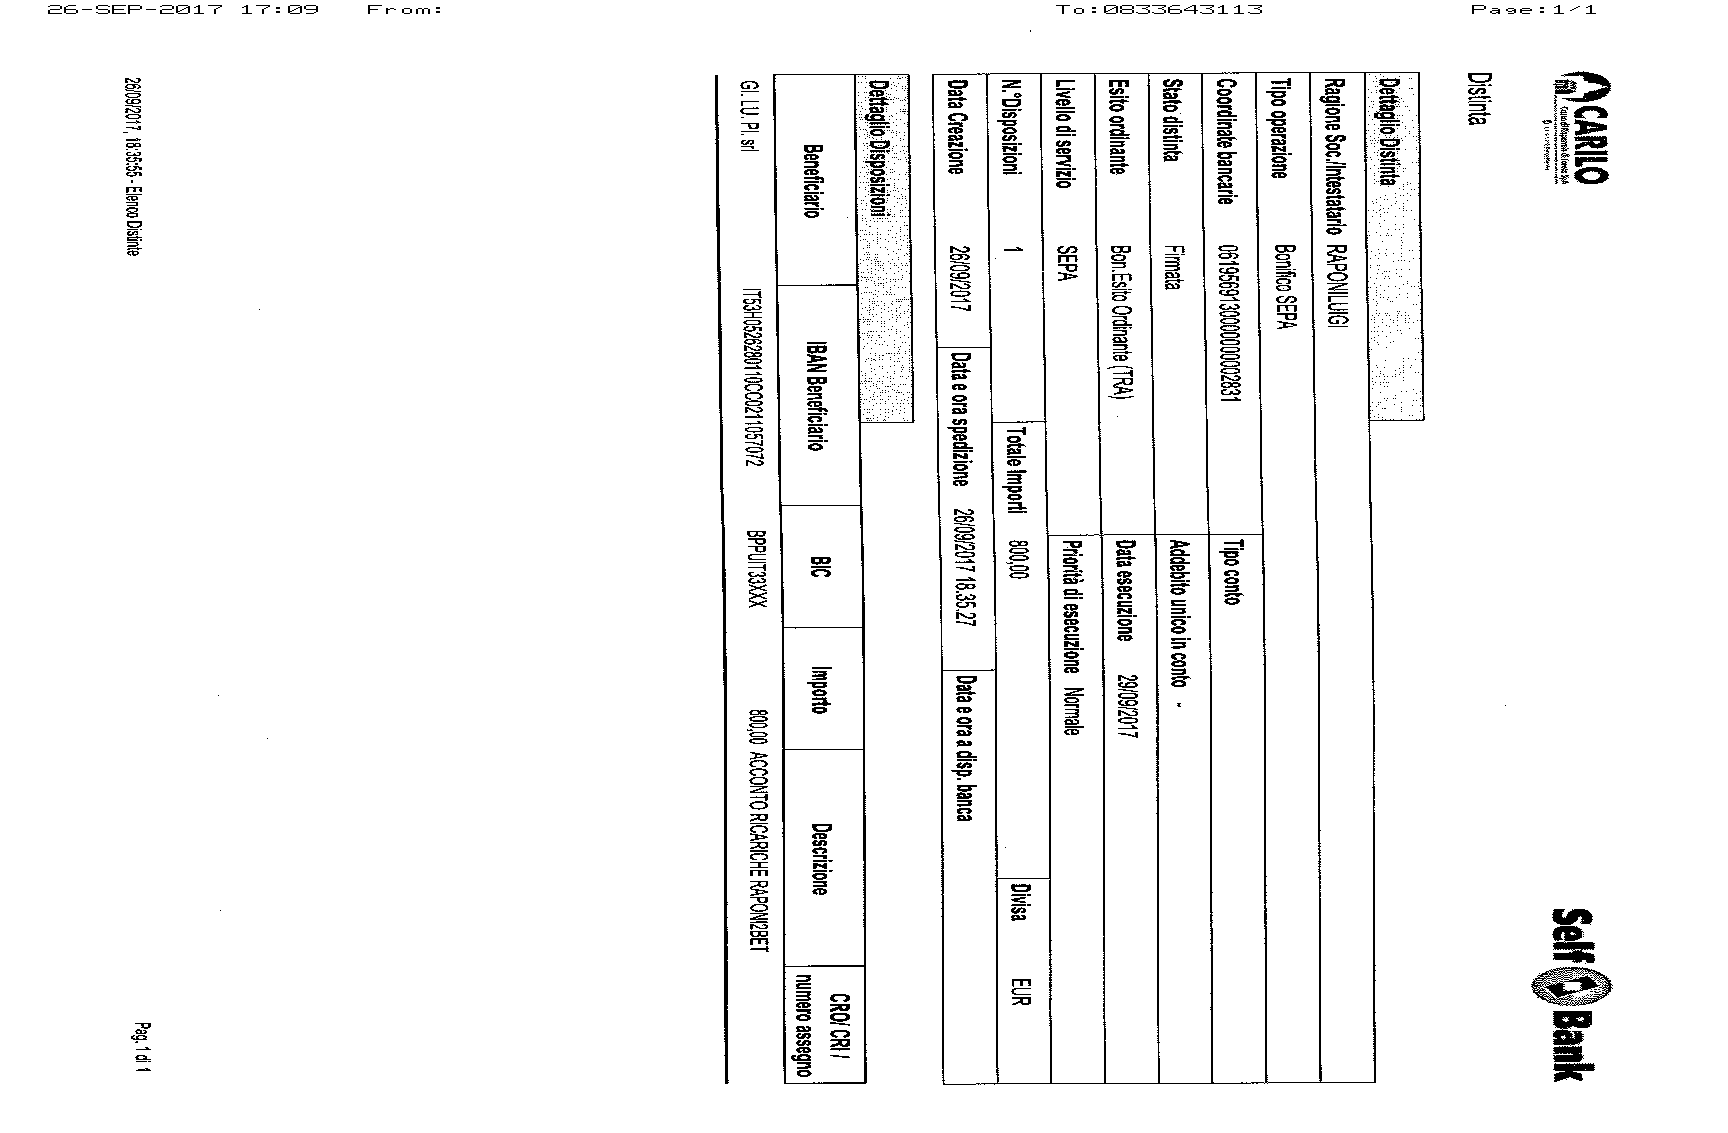 26-SEP-2017 17:09 From: To:0833643113 Page:1/1
CARILO
Self Bank
Distinta
Dettaglio Distinta
Ragione Soc./Intestatario RAPONILUIGI
Tipo operazione Bonifico SEPA
Coordinate bancarie 061956913000000002831 Tipo conto
Stato distinta Firmata Addebito unico in conto -
Esito ordinante Bon.Esito Ordinante (TRA) Data esecuzione 29/09/2017
Livello di servizio SEPA Priorità di esecuzione Normale
N.°Disposizioni 1 Totale Importi 800,00 Divisa EUR
Data Creazione 26/09/2017 Data e ora spedizione 26/09/2017 18.35.27 Data e ora a disp. banca
Dettaglio Disposizioni
Beneficiario IBAN Beneficiario BIC Importo Descrizione CRO/ CRI / numero assegno
GI.LU. PI. srl IT53H0526280110CC0211057072 BPPUIT33XXX 800,00 ACCONTO RICARICHE RAPONI2BET
26/09/2017, 18:35:55 - Elenco Distinte Pag. 1 di 1